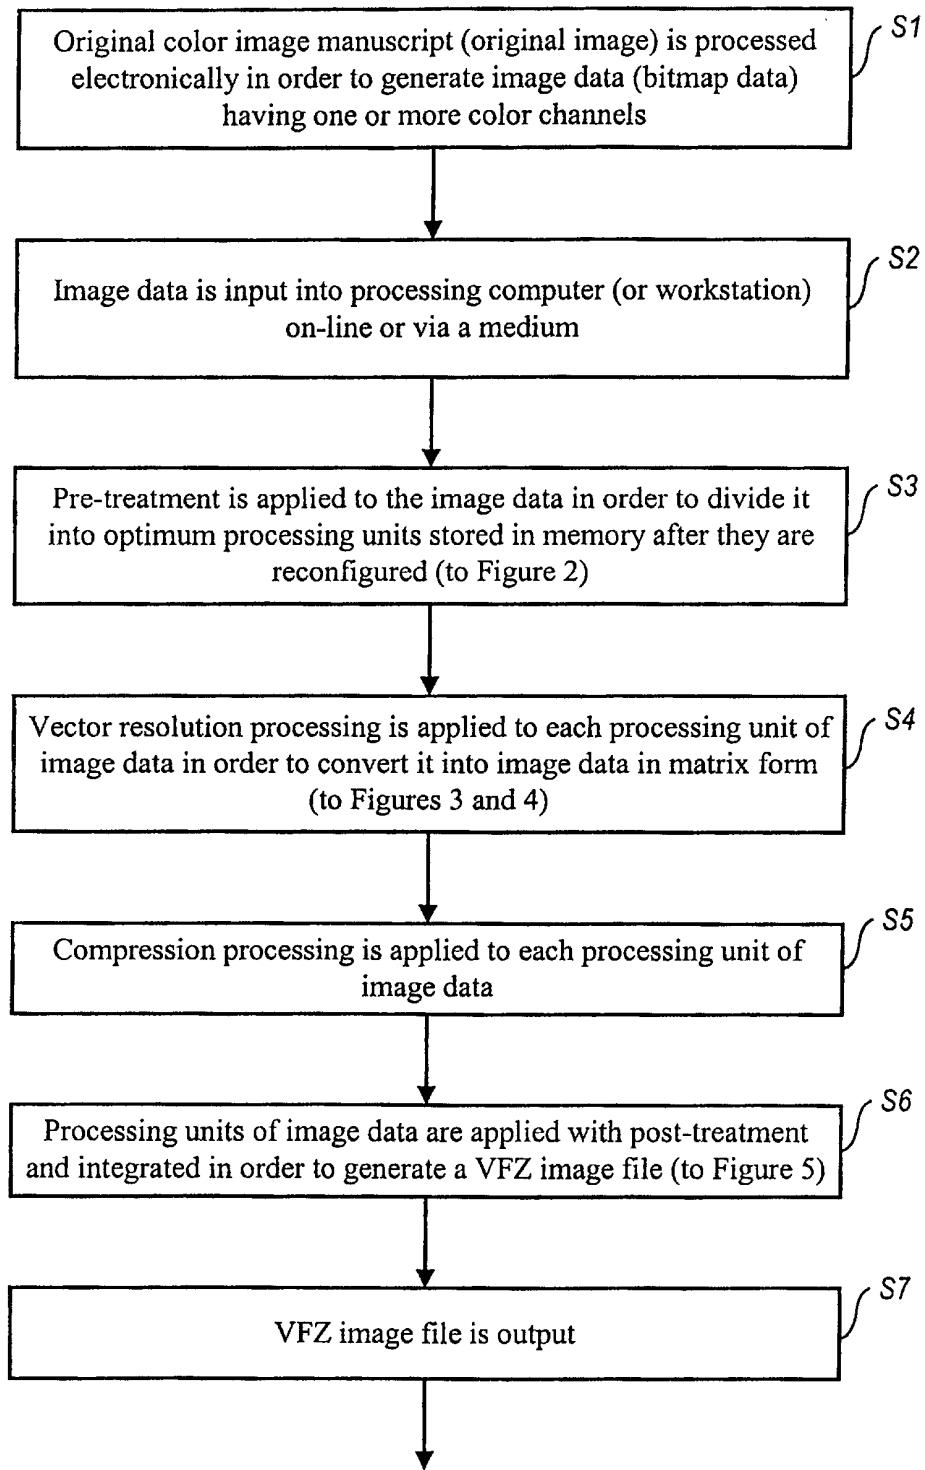 S1
Original color image manuscript (original image) is processed
electronically in order to generate image data (bitmap data)
having one or more color channels
S2
Image data is input into processing computer (or workstation)
on-line or via a medium
S3
Pre-treatment is applied to the image data in order to divide it
into optimum processing units stored in memory after they are
reconfigured (to Figure 2)
S4
Vector resolution processing is applied to each processing unit of
image data in order to convert it into image data in matrix form
(to Figures 3 and 4)
S5
Compression processing is applied to each processing unit of
image data
S6
Processing units of image data are applied with post-treatment
and integrated in order to generate a VFZ image file (to Figure 5)
S7
VFZ image file is output